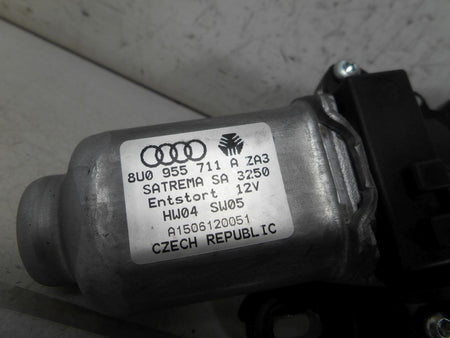 8U0 955 711 A ZA3
SATREMA SA 3250
Entstort 12V
HW04 SW05
A1506120051
CZECH REPUBLIC